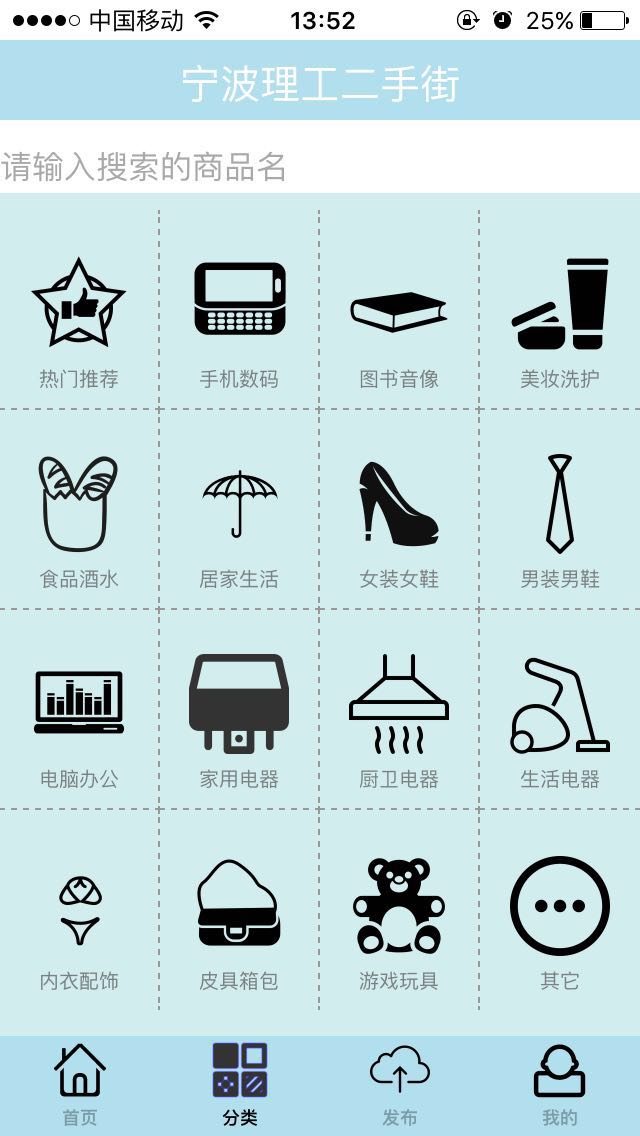 中国移动 13:52 25%
宁波理工二手街
请输入搜索的商品名
热门推荐 手机数码 图书音像 美妆洗护
食品酒水 居家生活 女装女鞋 男装男鞋
电脑办公 家用电器 厨卫电器 生活电器
内衣配饰 皮具箱包 游戏玩具 其它
首页 分类 发布 我的